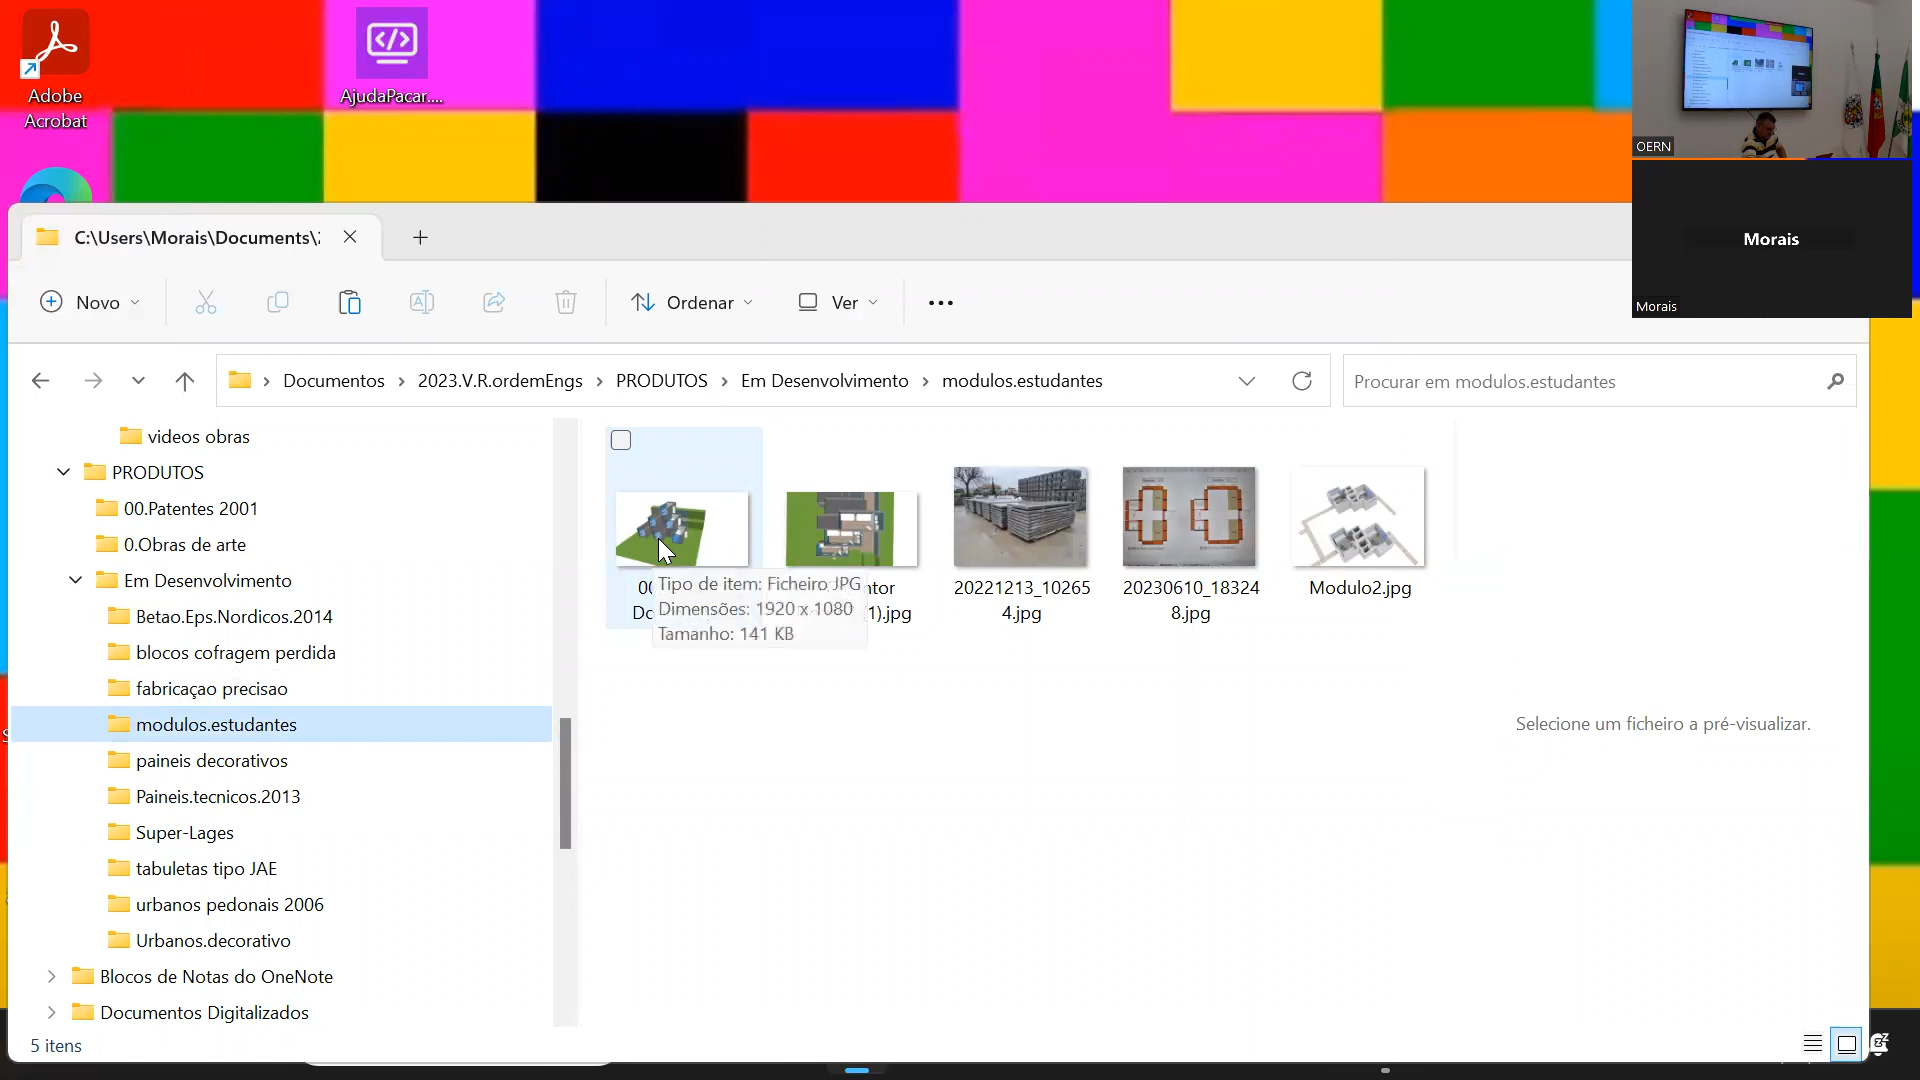 Adobe
Acrobat
AjudaPacar....
OERN
Morais
Morais
C:\Users\Morais\Documents\
Novo
Ordenar
Ver
Documentos
2023.V.R.ordemEngs
PRODUTOS
Em Desenvolvimento
modulos.estudantes
Procurar em modulos.estudantes
videos obras
PRODUTOS
00.Patentes 2001
0.Obras de arte
Em Desenvolvimento
Betao.Eps.Nordicos.2014
blocos cofragem perdida
fabricaçao precisao
modulos.estudantes
paineis decorativos
Paineis.tecnicos.2013
Super-Lages
tabuletas tipo JAE
urbanos pedonais 2006
Urbanos.decorativo
Blocos de Notas do OneNote
Documentos Digitalizados
Tipo de item: Ficheiro JPG
Dimensões: 1920 x 1080
Tamanho: 141 KB
(1).jpg
20221213_10265
4.jpg
20230610_18324
8.jpg
Modulo2.jpg
Selecione um ficheiro a pré-visualizar.
5 itens